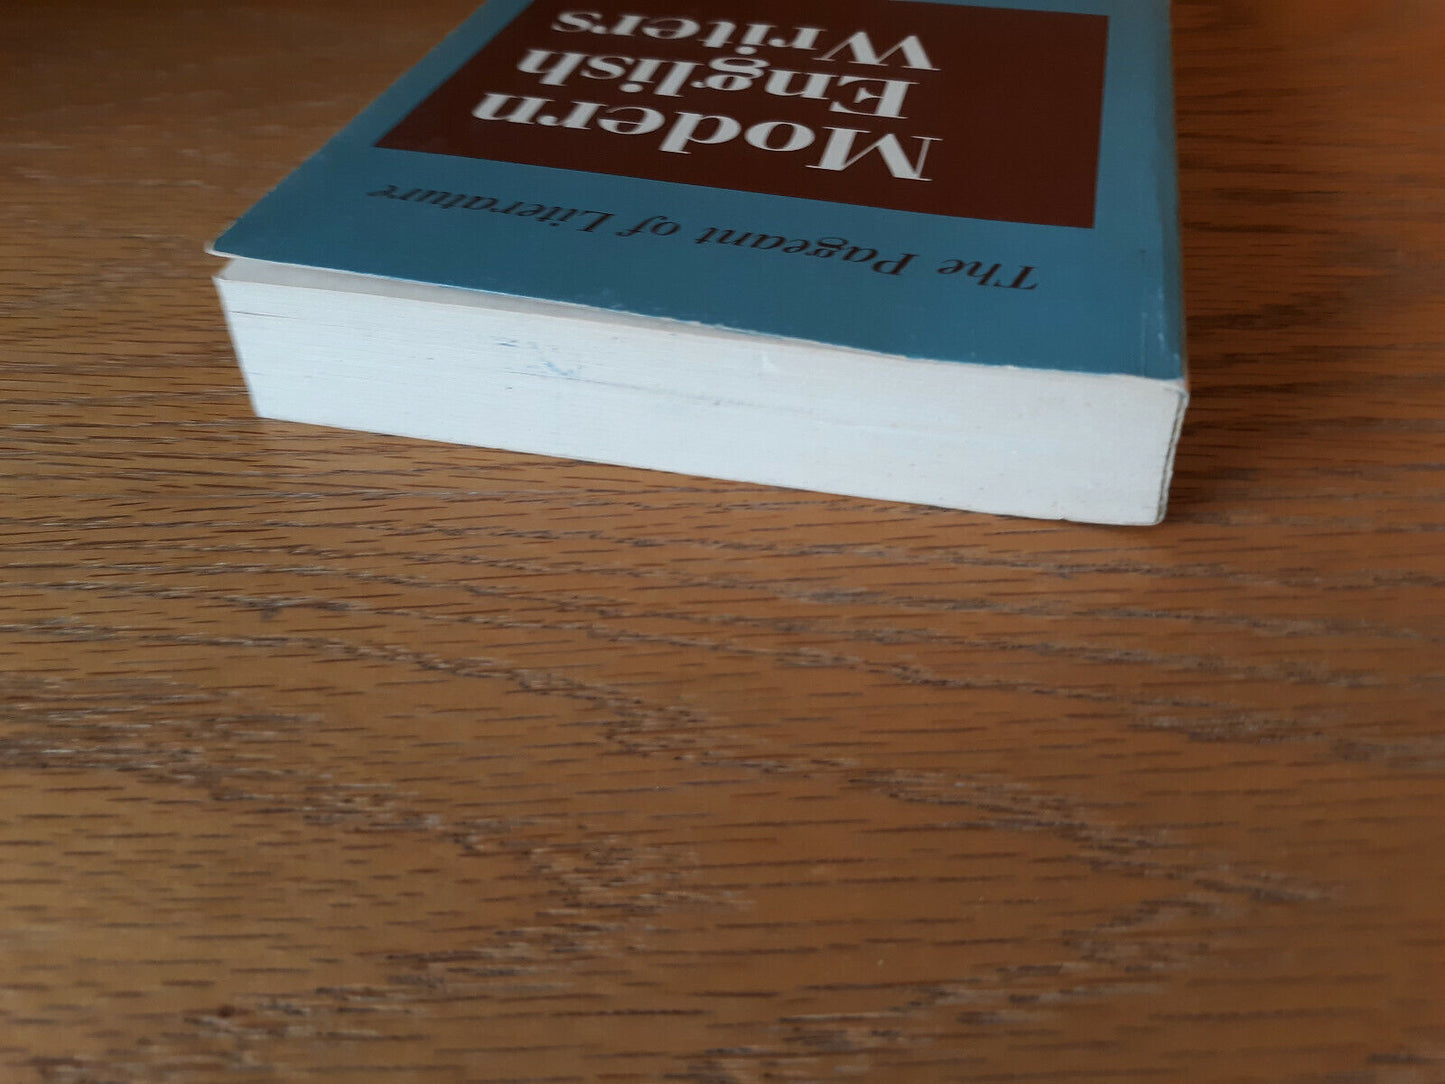 The Pageant of Literature
Modern
English
Writers